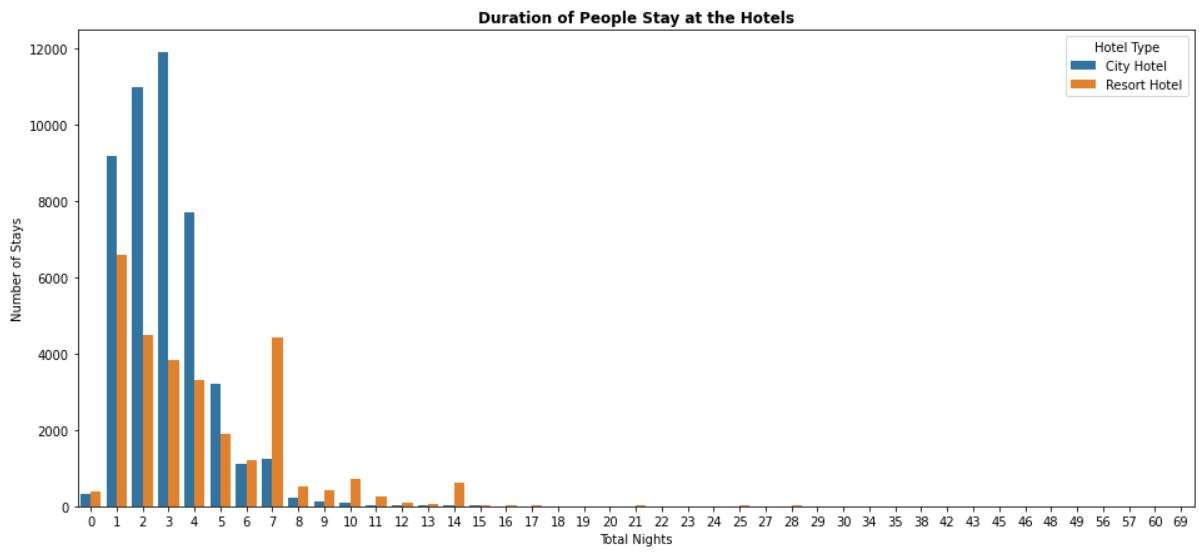 Duration of People Stay at the Hotels
Hotel Type
City Hotel
Resort Hotel
12000
10000
8000
6000
4000
2000
0
Number of Stays
0 1 2 3 4 5 6 7 8 9 10 11 12 13 14 15 16 17 18 19 20 21 22 23 24 25 27 28 29 30 34 35 38 42 43 45 46 48 49 56 57 60 69
Total Nights